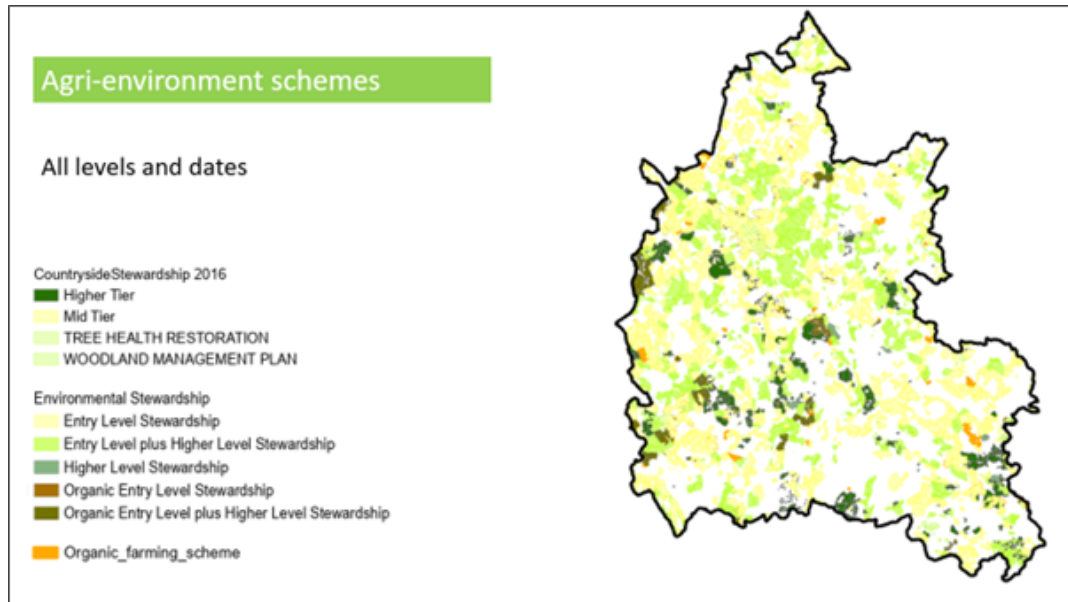 Agri-environment schemes
All levels and dates
CountrysideStewardship 2016
Higher Tier
Mid Tier
TREE HEALTH RESTORATION
WOODLAND MANAGEMENT PLAN
Environmental Stewardship
Entry Level Stewardship
Entry Level plus Higher Level Stewardship
Higher Level Stewardship
Organic Entry Level Stewardship
Organic Entry Level plus Higher Level Stewardship
Organic_farming_scheme